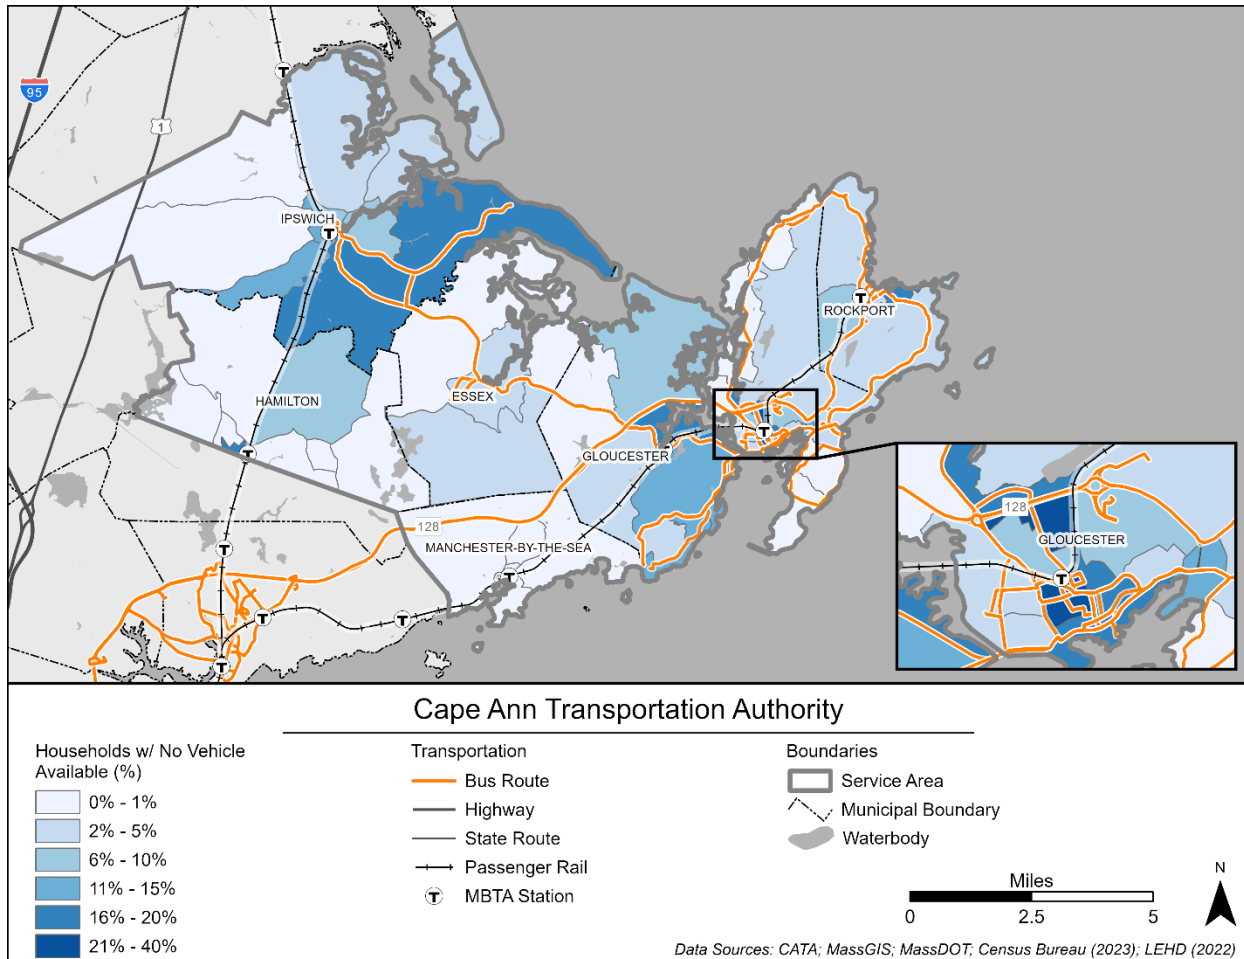 95
1
IPSWICH
ROCKPORT
ESSEX
HAMILTON
GLOUCESTER
128
MANCHESTER-BY-THE-SEA
128
GLOUCESTER
T
T
T
T
T
T
T
T
T
T
T
Cape Ann Transportation Authority
Households w/ No Vehicle
Available (%)
0% - 1%
2% - 5%
6% - 10%
11% - 15%
16% - 20%
21% - 40%
Transportation
Bus Route
Highway
State Route
Passenger Rail
T MBTA Station
Boundaries
Service Area
Municipal Boundary
Waterbody
Miles
0 2.5 5
N
Data Sources: CATA; MassGIS; MassDOT; Census Bureau (2023); LEHD (2022)